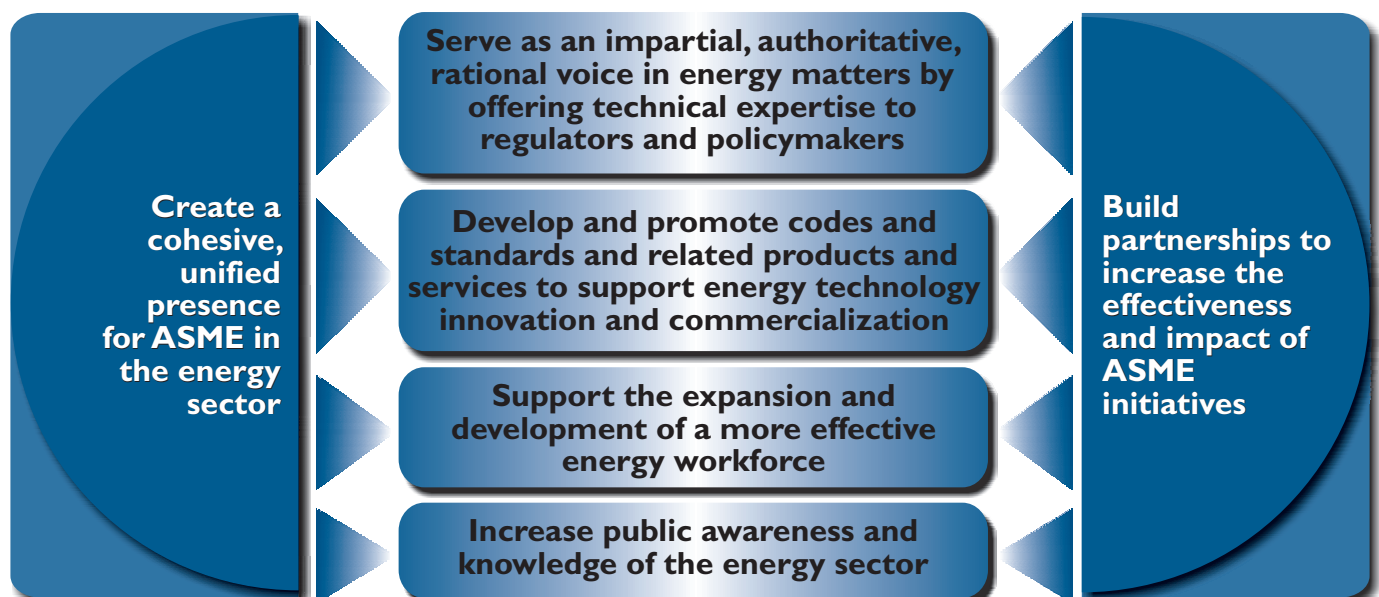 Create a
cohesive,
unified
presence
for ASME in
the energy
sector
Serve as an impartial, authoritative,
rational voice in energy matters by
offering technical expertise to
regulators and policymakers
Develop and promote codes and
standards and related products and
services to support energy technology
innovation and commercialization
Support the expansion and
development of a more effective
energy workforce
Increase public awareness and
knowledge of the energy sector
Build
partnerships to
increase the
effectiveness
and impact of
ASME
initiatives